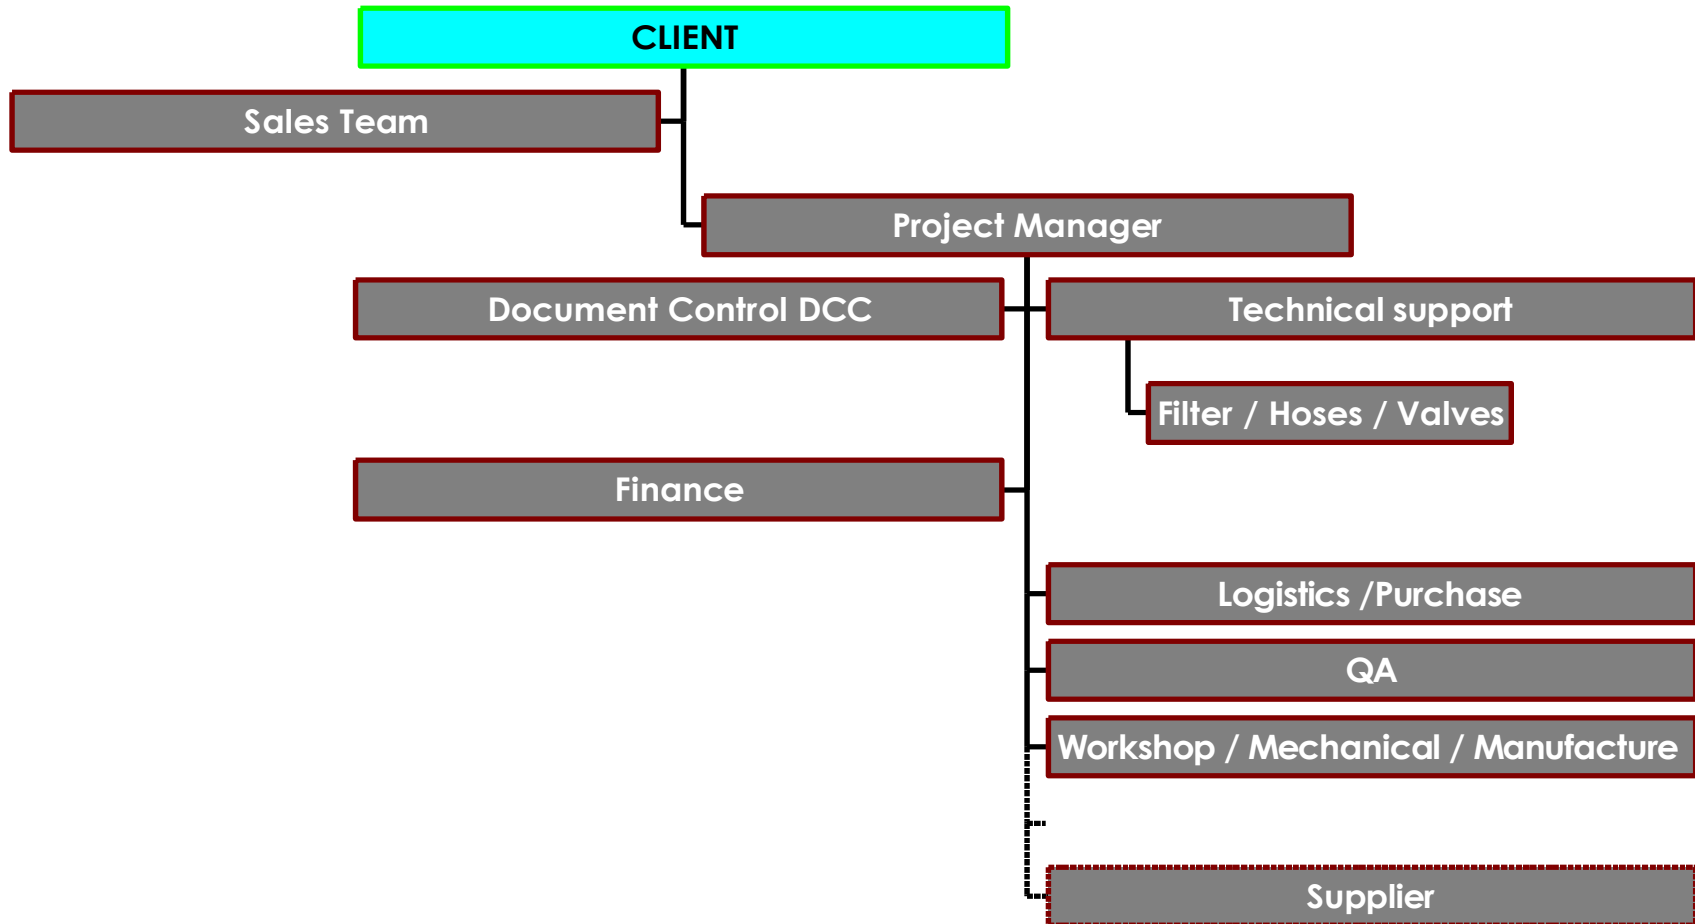 CLIENT
Sales Team
Project Manager
Document Control DCC
Technical support
Filter / Hoses / Valves
Finance
Logistics /Purchase
QA
Workshop / Mechanical / Manufacture
Supplier